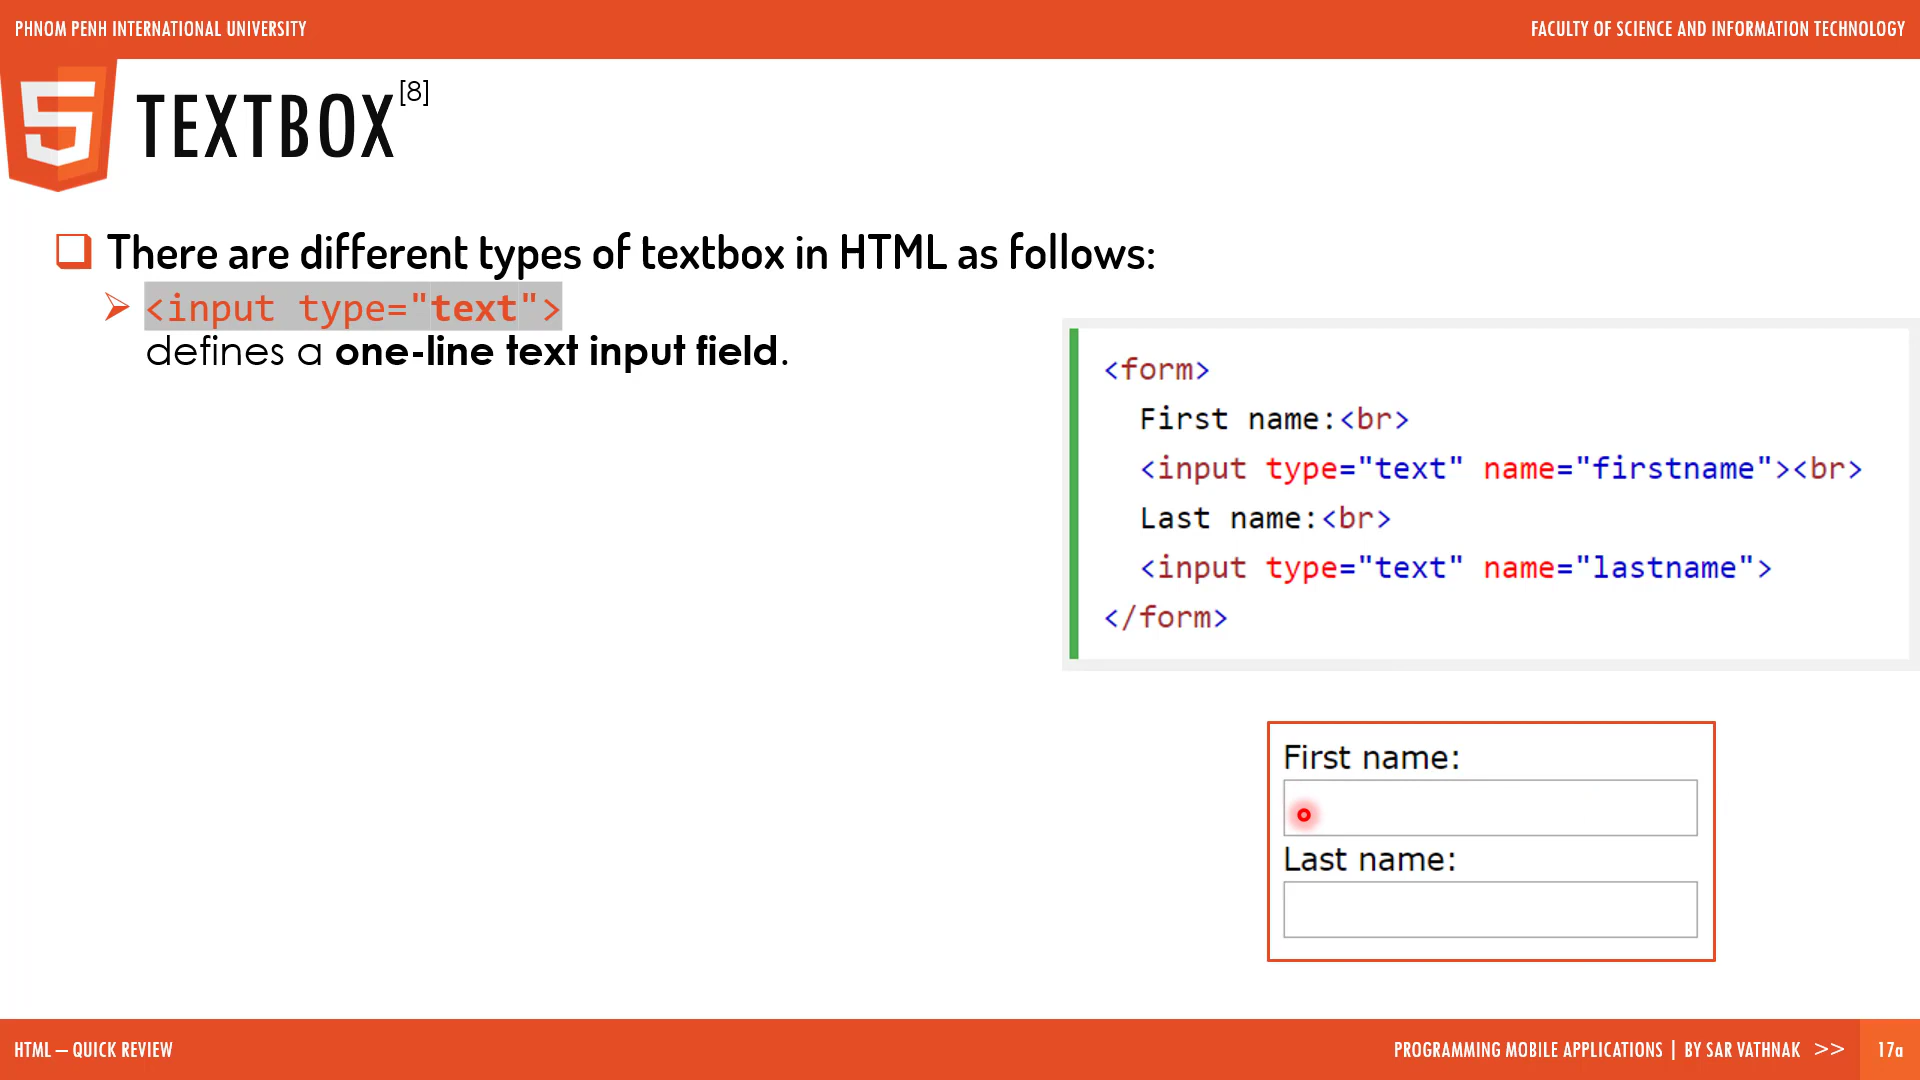 PHNOM PENH INTERNATIONAL UNIVERSITY
FACULTY OF SCIENCE AND INFORMATION TECHNOLOGY
5
TEXTBOX[8]
There are different types of textbox in HTML as follows:
<input type="text">
defines a one-line text input field.
<form>
First name:<br>
<input type="text" name="firstname"><br>
Last name:<br>
<input type="text" name="lastname">
</form>
First name:
Last name:
HTML — QUICK REVIEW
PROGRAMMING MOBILE APPLICATIONS | BY SAR VATHNAK >>
17a